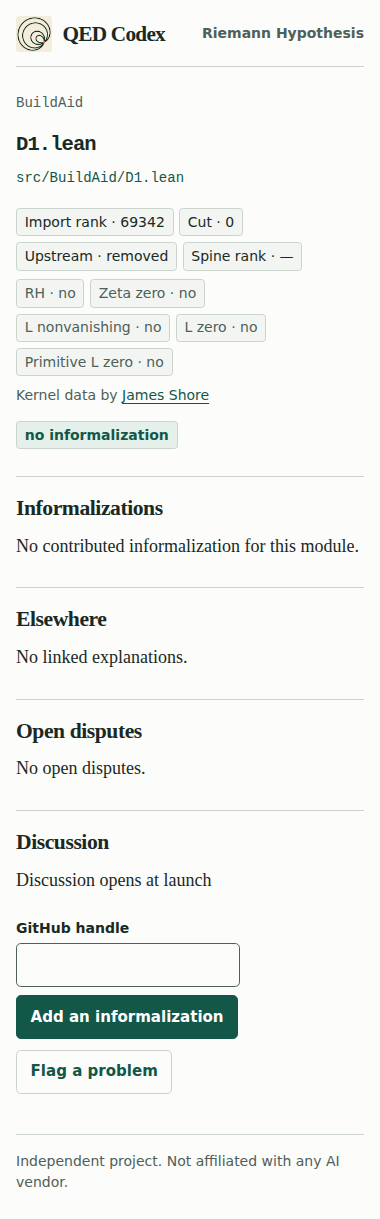 QED Codex
Riemann Hypothesis
BuildAid
D1.lean
src/BuildAid/D1.lean
Import rank · 69342
Cut · 0
Upstream · removed
Spine rank · —
RH · no
Zeta zero · no
L nonvanishing · no
L zero · no
Primitive L zero · no
Kernel data by James Shore
no informalization
Informalizations
No contributed informalization for this module.
Elsewhere
No linked explanations.
Open disputes
No open disputes.
Discussion
Discussion opens at launch
GitHub handle
Add an informalization
Flag a problem
Independent project. Not affiliated with any AI
vendor.